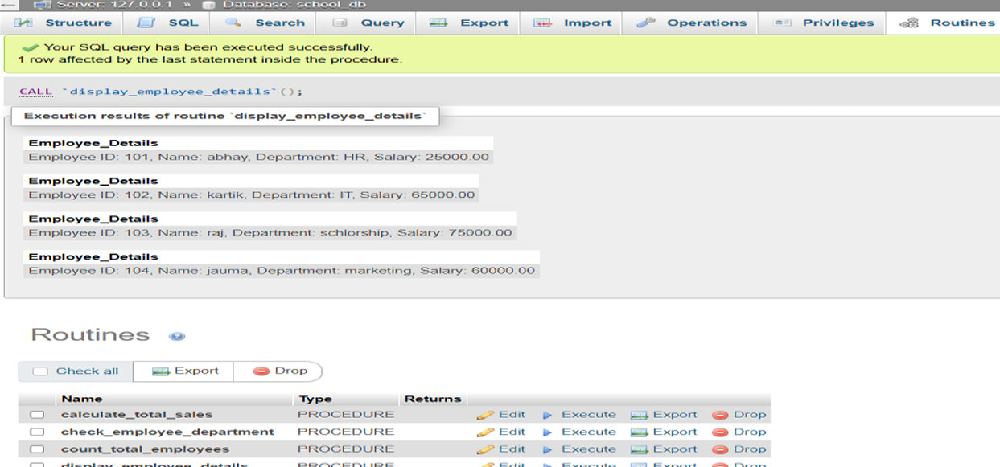 Server: 127.0.0.1 » Database: school_db
Structure SQL Search Query Export Import Operations Privileges Routines
Your SQL query has been executed successfully.
1 row affected by the last statement inside the procedure.
CALL `display_employee_details`();
Execution results of routine `display_employee_details`
Employee_Details
Employee ID: 101, Name: abhay, Department: HR, Salary: 25000.00
Employee_Details
Employee ID: 102, Name: kartik, Department: IT, Salary: 65000.00
Employee_Details
Employee ID: 103, Name: raj, Department: schlorship, Salary: 75000.00
Employee_Details
Employee ID: 104, Name: jauma, Department: marketing, Salary: 60000.00
Routines
Check all Export Drop
Name Type Returns
calculate_total_sales PROCEDURE Edit Execute Export Drop
check_employee_department PROCEDURE Edit Execute Export Drop
count_total_employees PROCEDURE Edit Execute Export Drop
display_employee_details PROCEDURE Edit Execute Export Drop